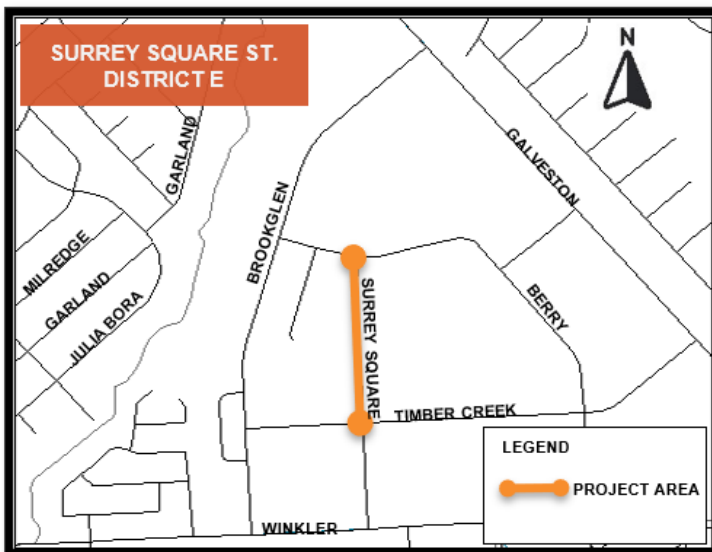 SURREY SQUARE ST.
DISTRICT E
N
GARLAND
GALVESTON
BROOKGLEN
MILREDGE
GARLAND
JULIA BORA
SURREY SQUARE
BERRY
TIMBER CREEK
LEGEND
PROJECT AREA
WINKLER